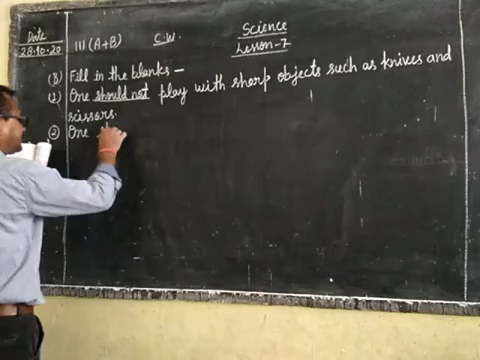 Date
28.10.20
III (A+B)
C.W.
Science
Lesson-7
(B) Fill in the blanks –
(1) One should not play with sharp objects such as knives and
scissors.
(2) One